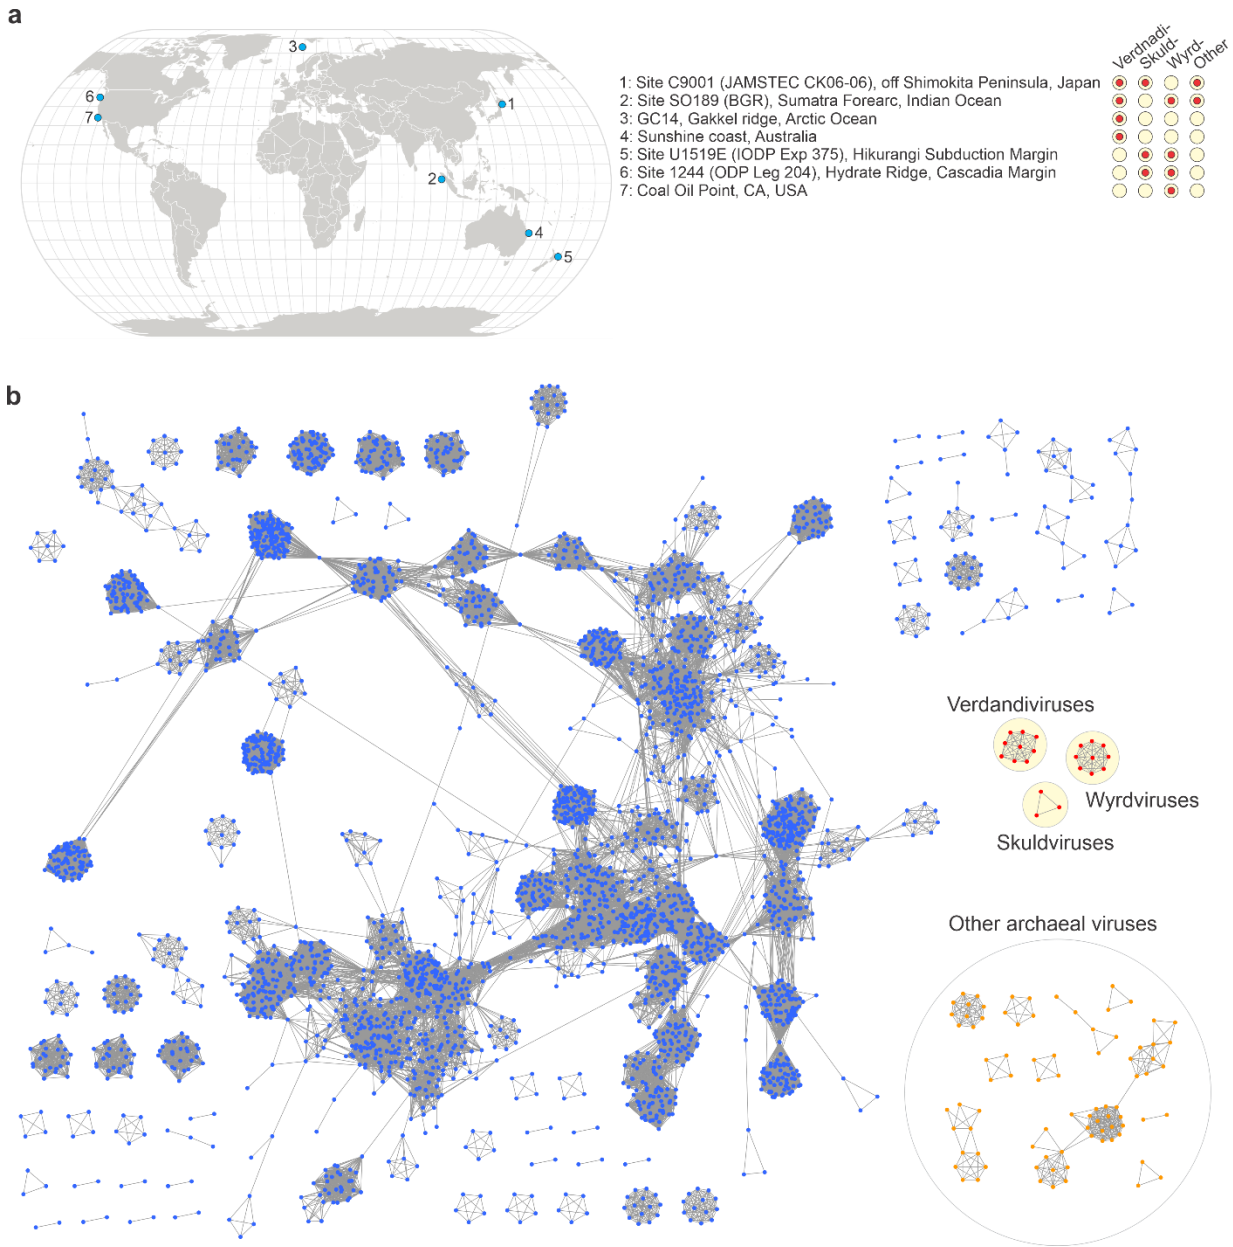 a
3
6
7
1
2
4
5
Verdnadi-
Skuld-
Wyrd-
Other
1: Site C9001 (JAMSTEC CK06-06), off Shimokita Peninsula, Japan
2: Site SO189 (BGR), Sumatra Forearc, Indian Ocean
3: GC14, Gakkel ridge, Arctic Ocean
4: Sunshine coast, Australia
5: Site U1519E (IODP Exp 375), Hikurangi Subduction Margin
6: Site 1244 (ODP Leg 204), Hydrate Ridge, Cascadia Margin
7: Coal Oil Point, CA, USA
b
Verdandiviruses
Wyrdviruses
Skuldviruses
Other archaeal viruses